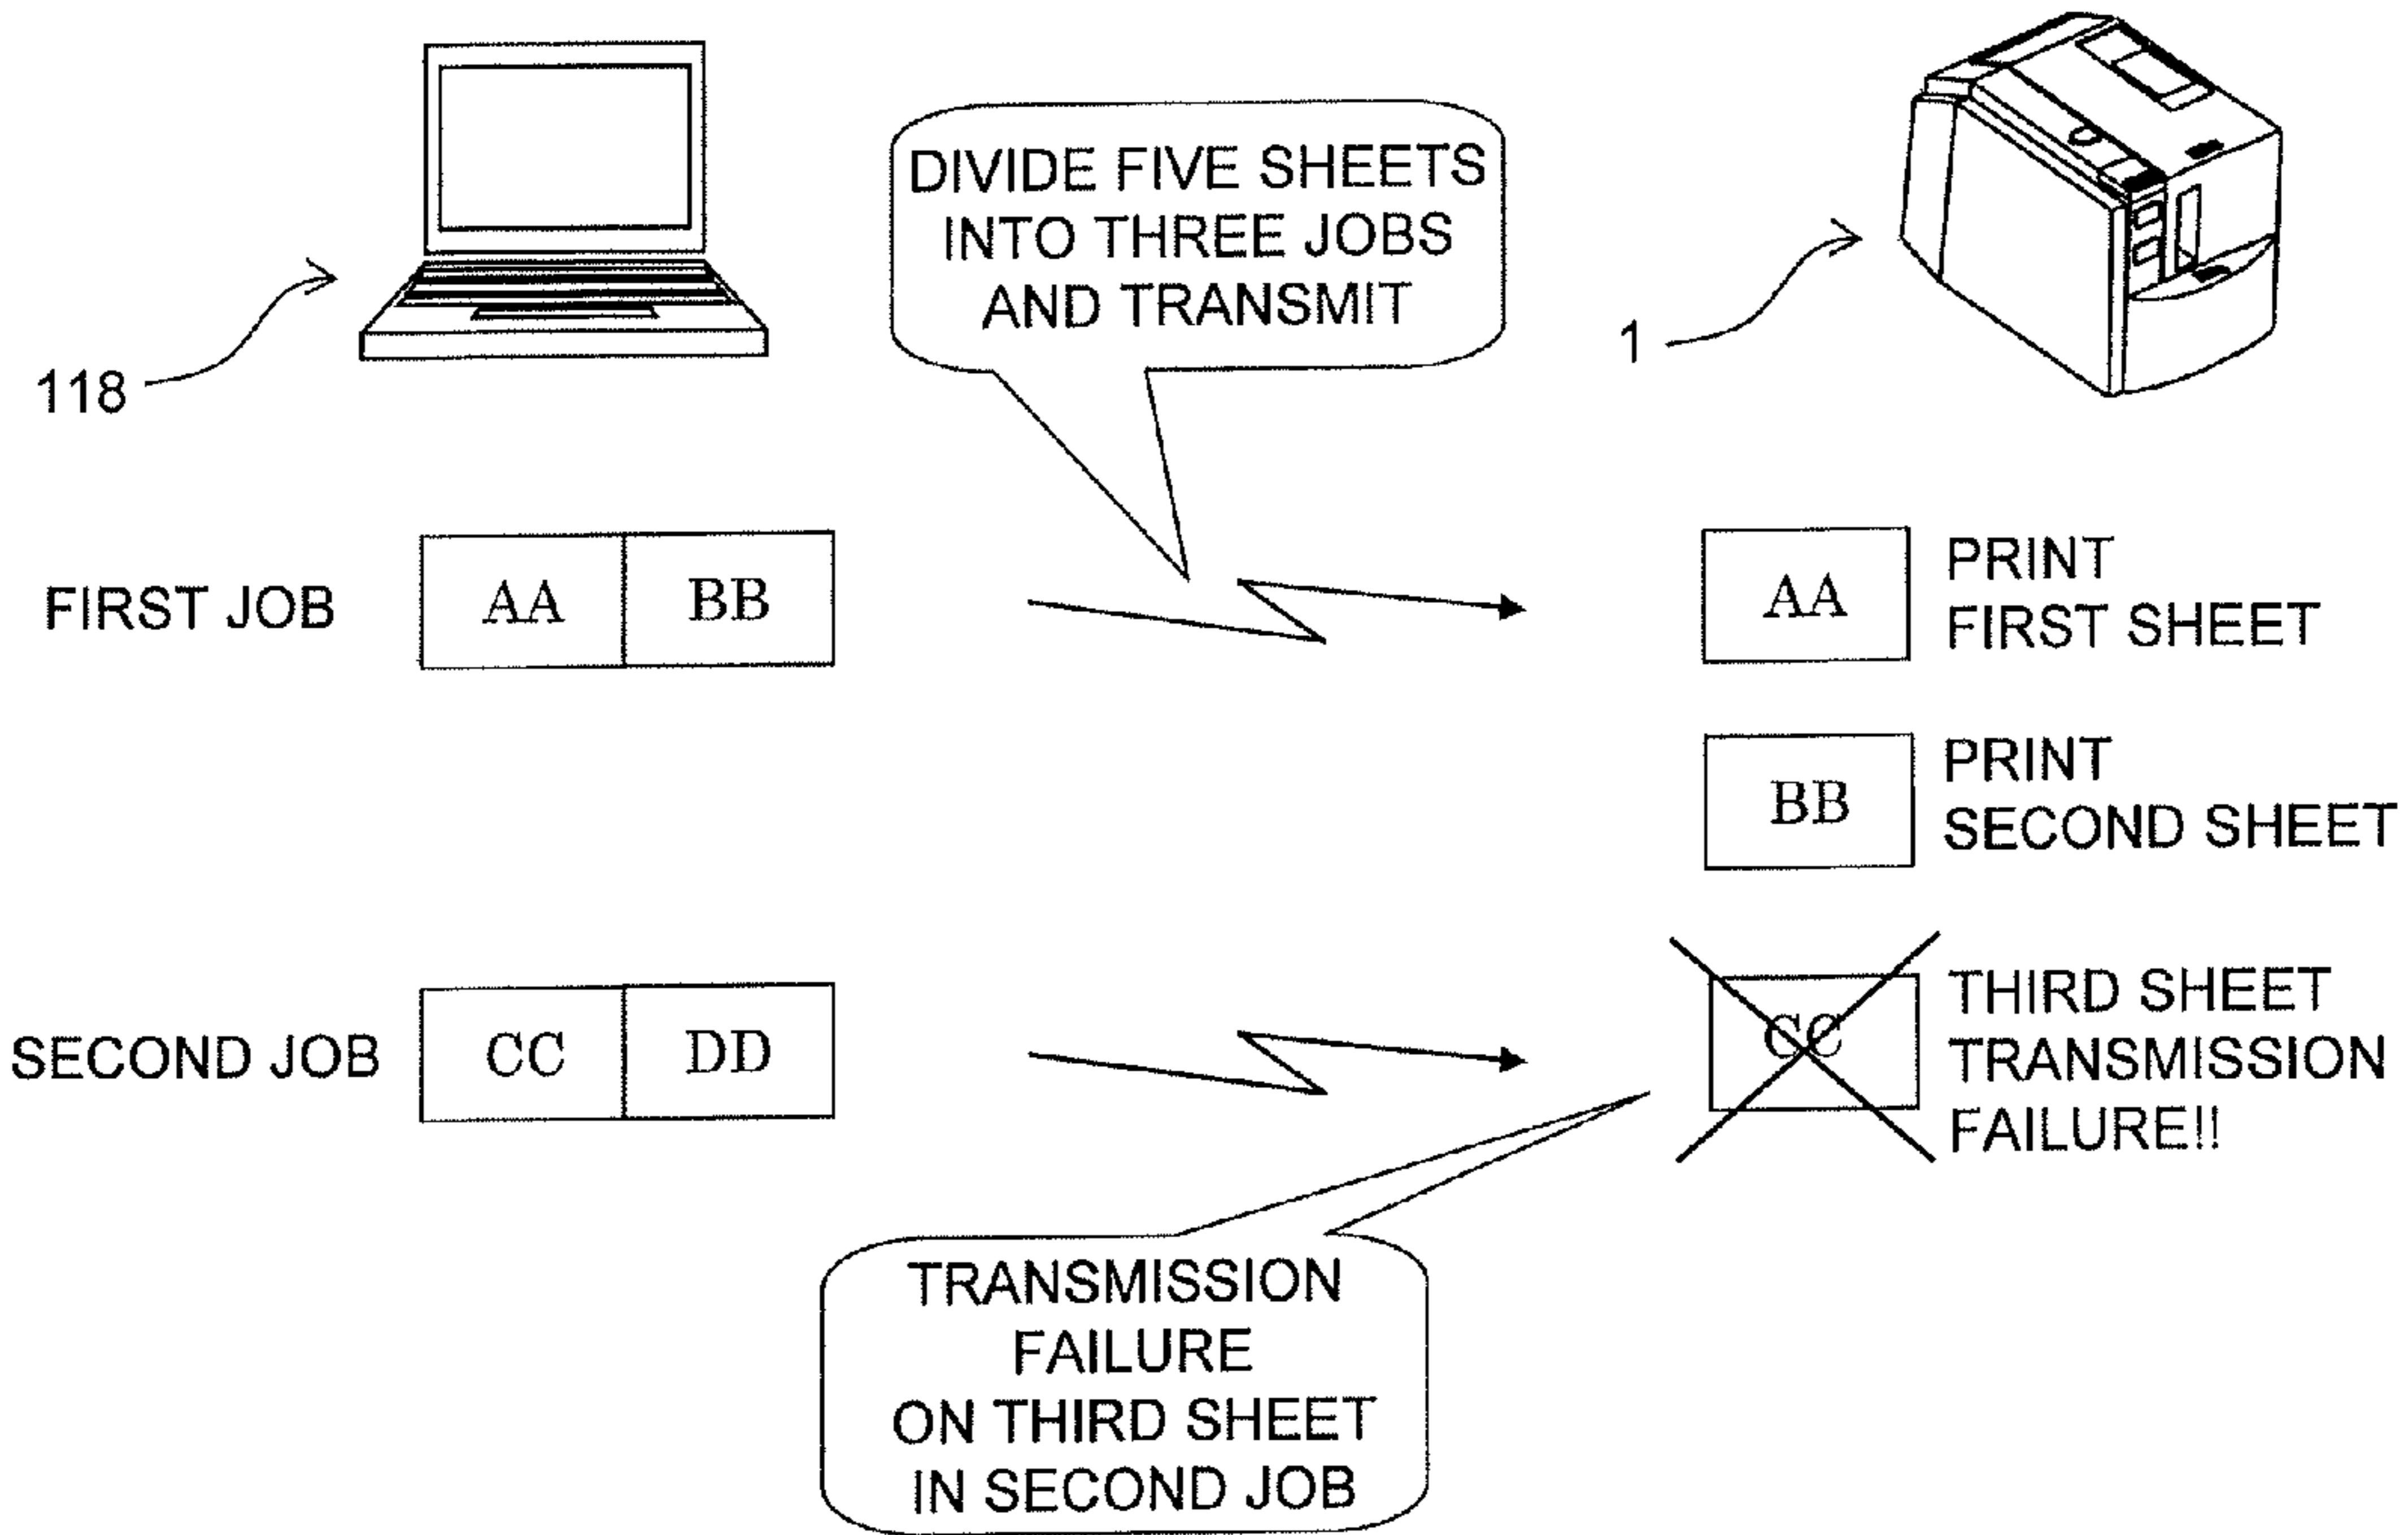 DIVIDE FIVE SHEETS
INTO THREE JOBS
AND TRANSMIT
118
1
FIRST JOB
AA
BB
AA
PRINT
FIRST SHEET
BB
PRINT
SECOND SHEET
SECOND JOB
CC
DD
CC
THIRD SHEET
TRANSMISSION
FAILURE!!
TRANSMISSION
FAILURE
ON THIRD SHEET
IN SECOND JOB